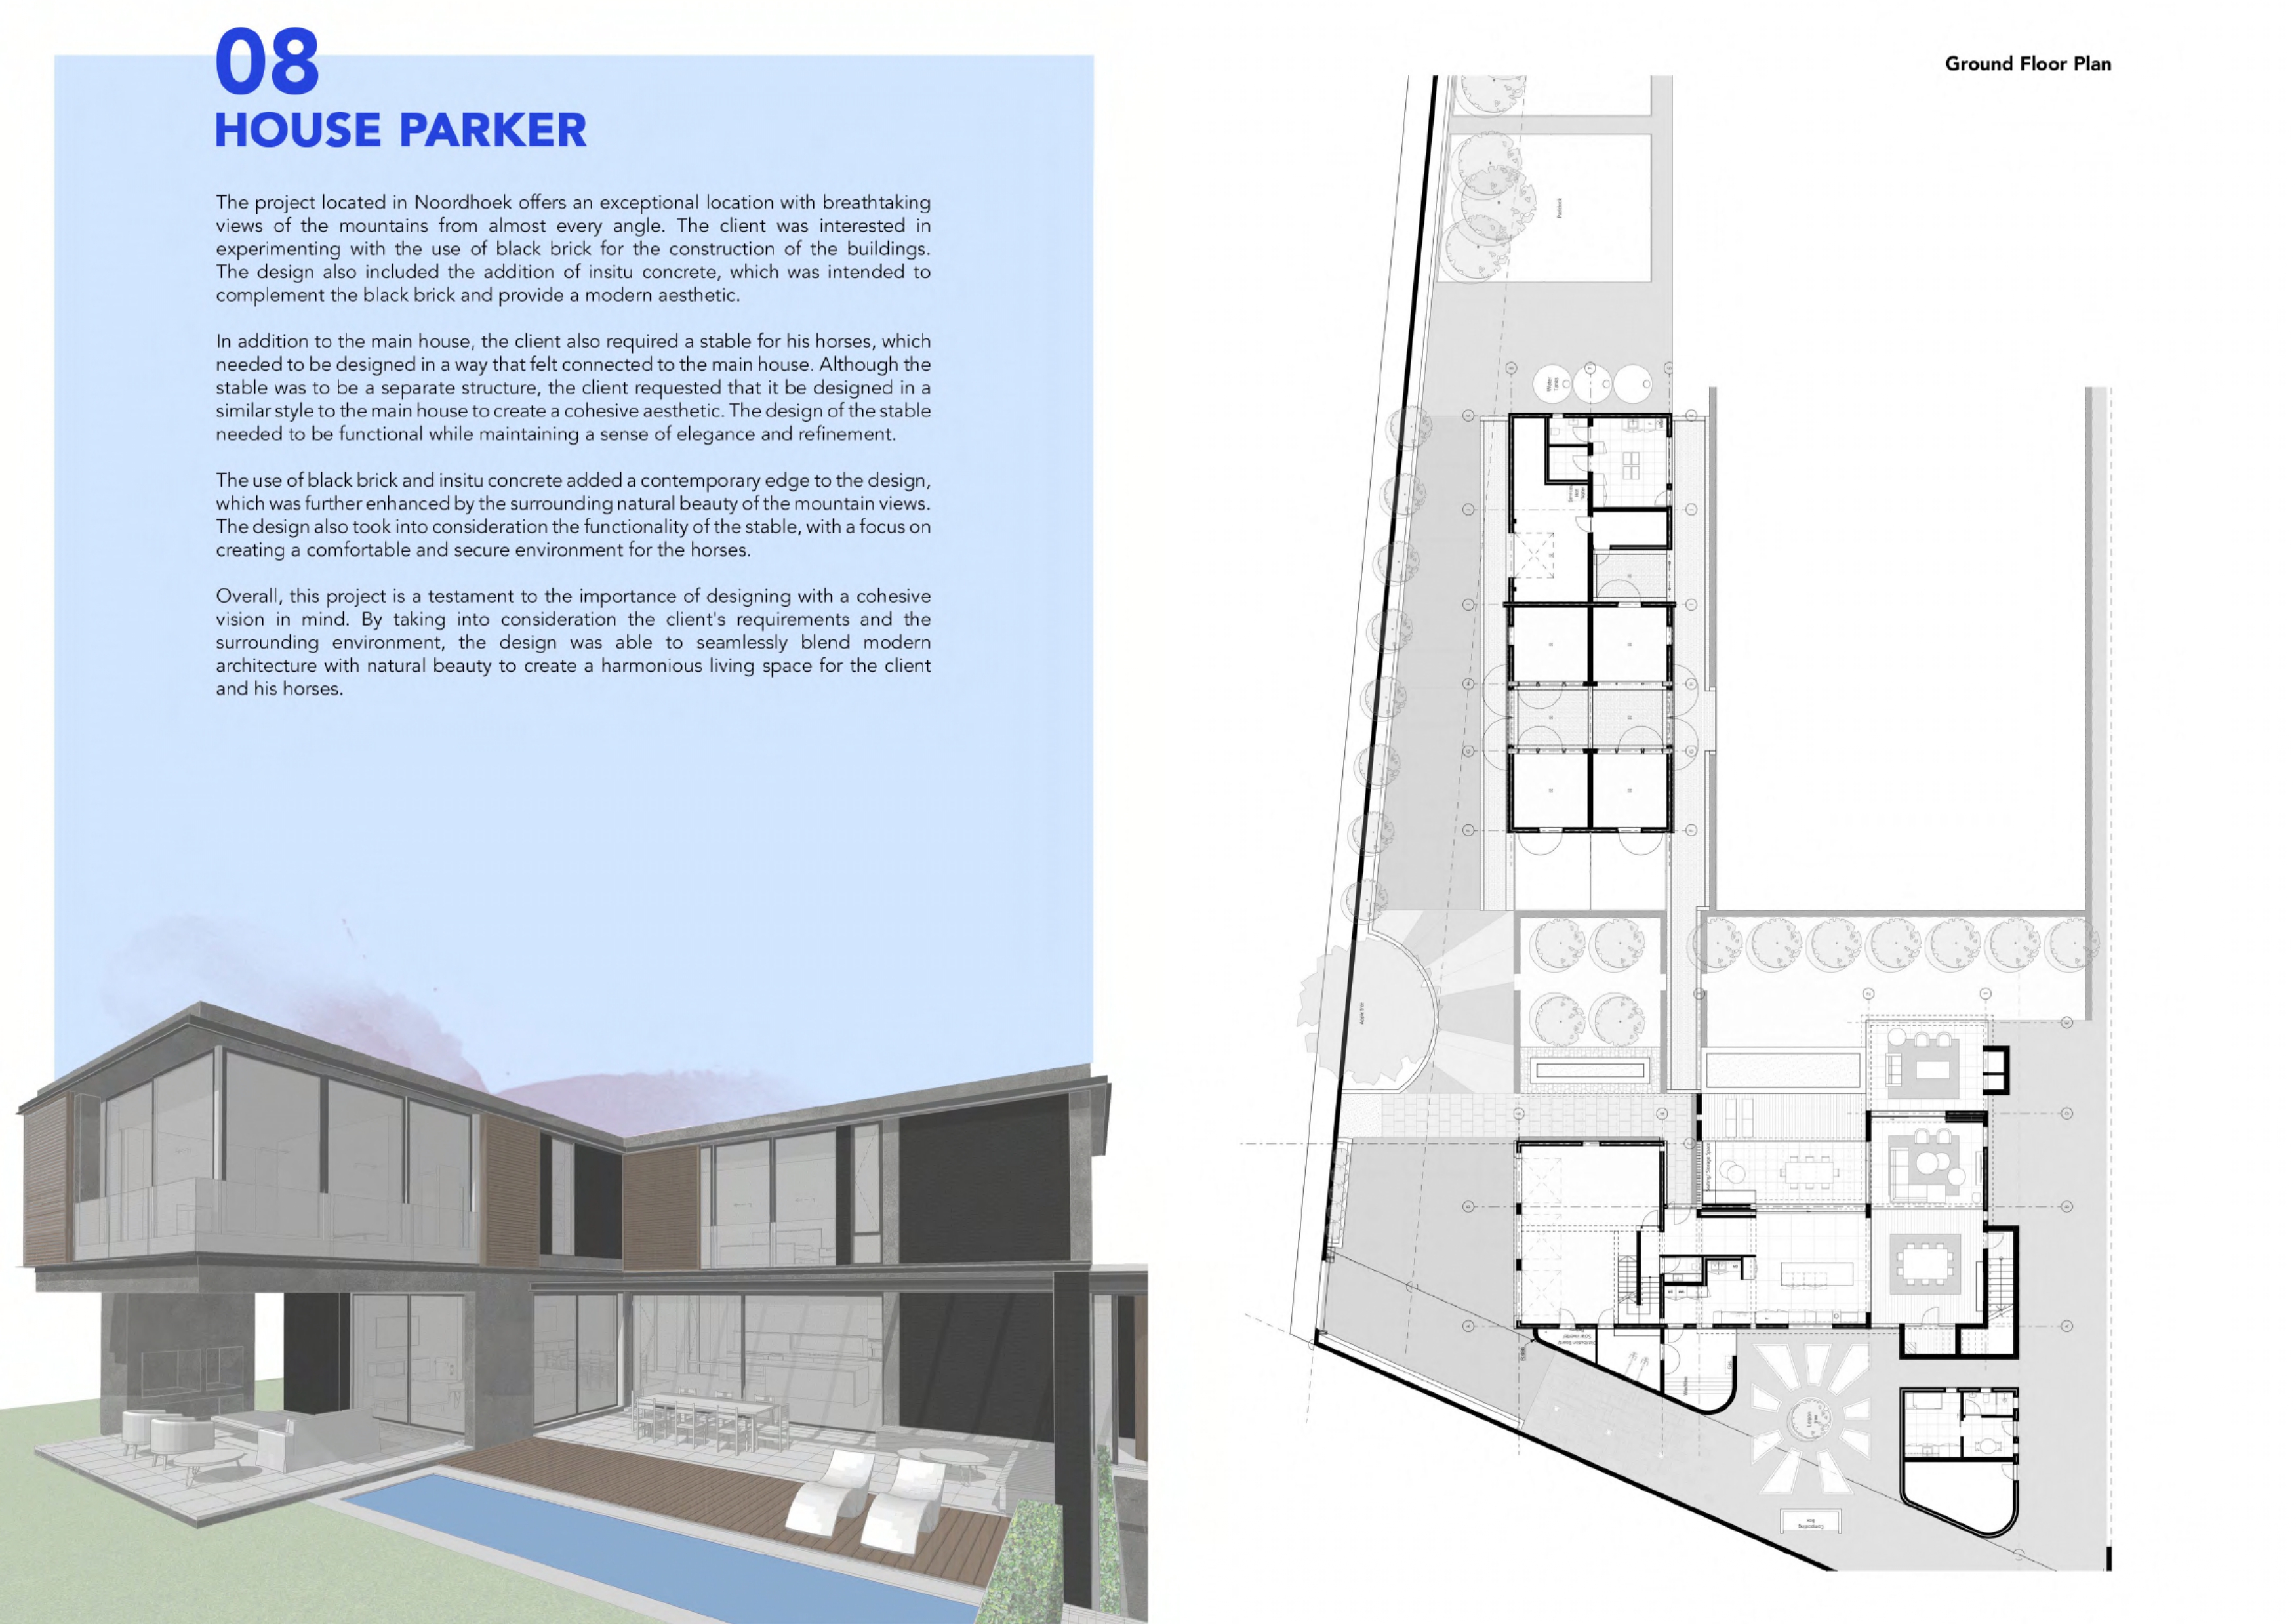 08
HOUSE PARKER
The project located in Noordhoek offers an exceptional location with breathtaking
views of the mountains from almost every angle. The client was interested in
experimenting with the use of black brick for the construction of the buildings.
The design also included the addition of insitu concrete, which was intended to
complement the black brick and provide a modern aesthetic.
In addition to the main house, the client also required a stable for his horses, which
needed to be designed in a way that felt connected to the main house. Although the
stable was to be a separate structure, the client requested that it be designed in a
similar style to the main house to create a cohesive aesthetic. The design of the stable
needed to be functional while maintaining a sense of elegance and refinement.
The use of black brick and insitu concrete added a contemporary edge to the design,
which was further enhanced by the surrounding natural beauty of the mountain views.
The design also took into consideration the functionality of the stable, with a focus on
creating a comfortable and secure environment for the horses.
Overall, this project is a testament to the importance of designing with a cohesive
vision in mind. By taking into consideration the client's requirements and the
surrounding environment, the design was able to seamlessly blend modern
architecture with natural beauty to create a harmonious living space for the client
and his horses.
Ground Floor Plan
Paddock
Water
Tanks
Composting
Box